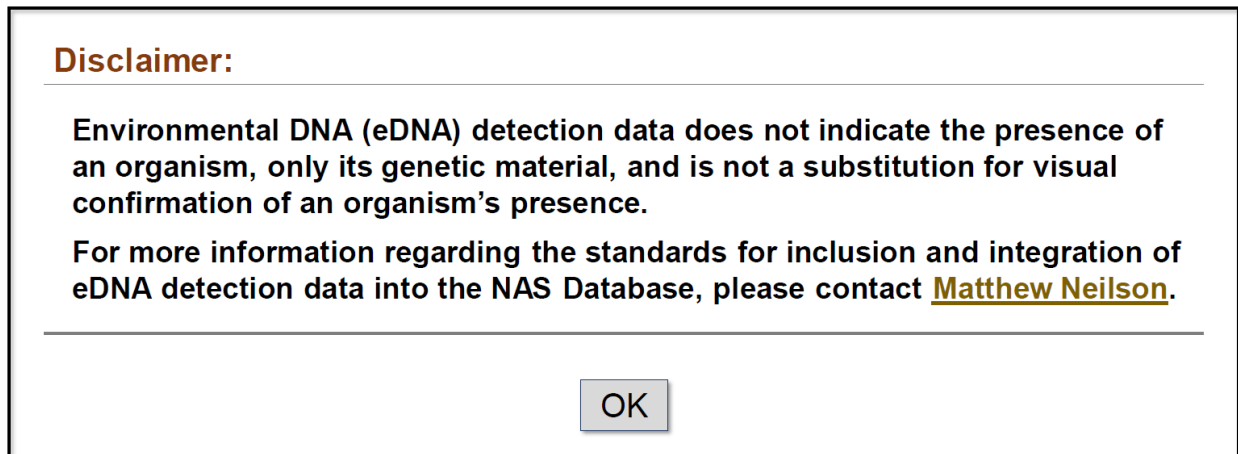 Disclaimer:
Environmental DNA (eDNA) detection data does not indicate the presence of
an organism, only its genetic material, and is not a substitution for visual
confirmation of an organism’s presence.
For more information regarding the standards for inclusion and integration of
eDNA detection data into the NAS Database, please contact Matthew Neilson.
OK